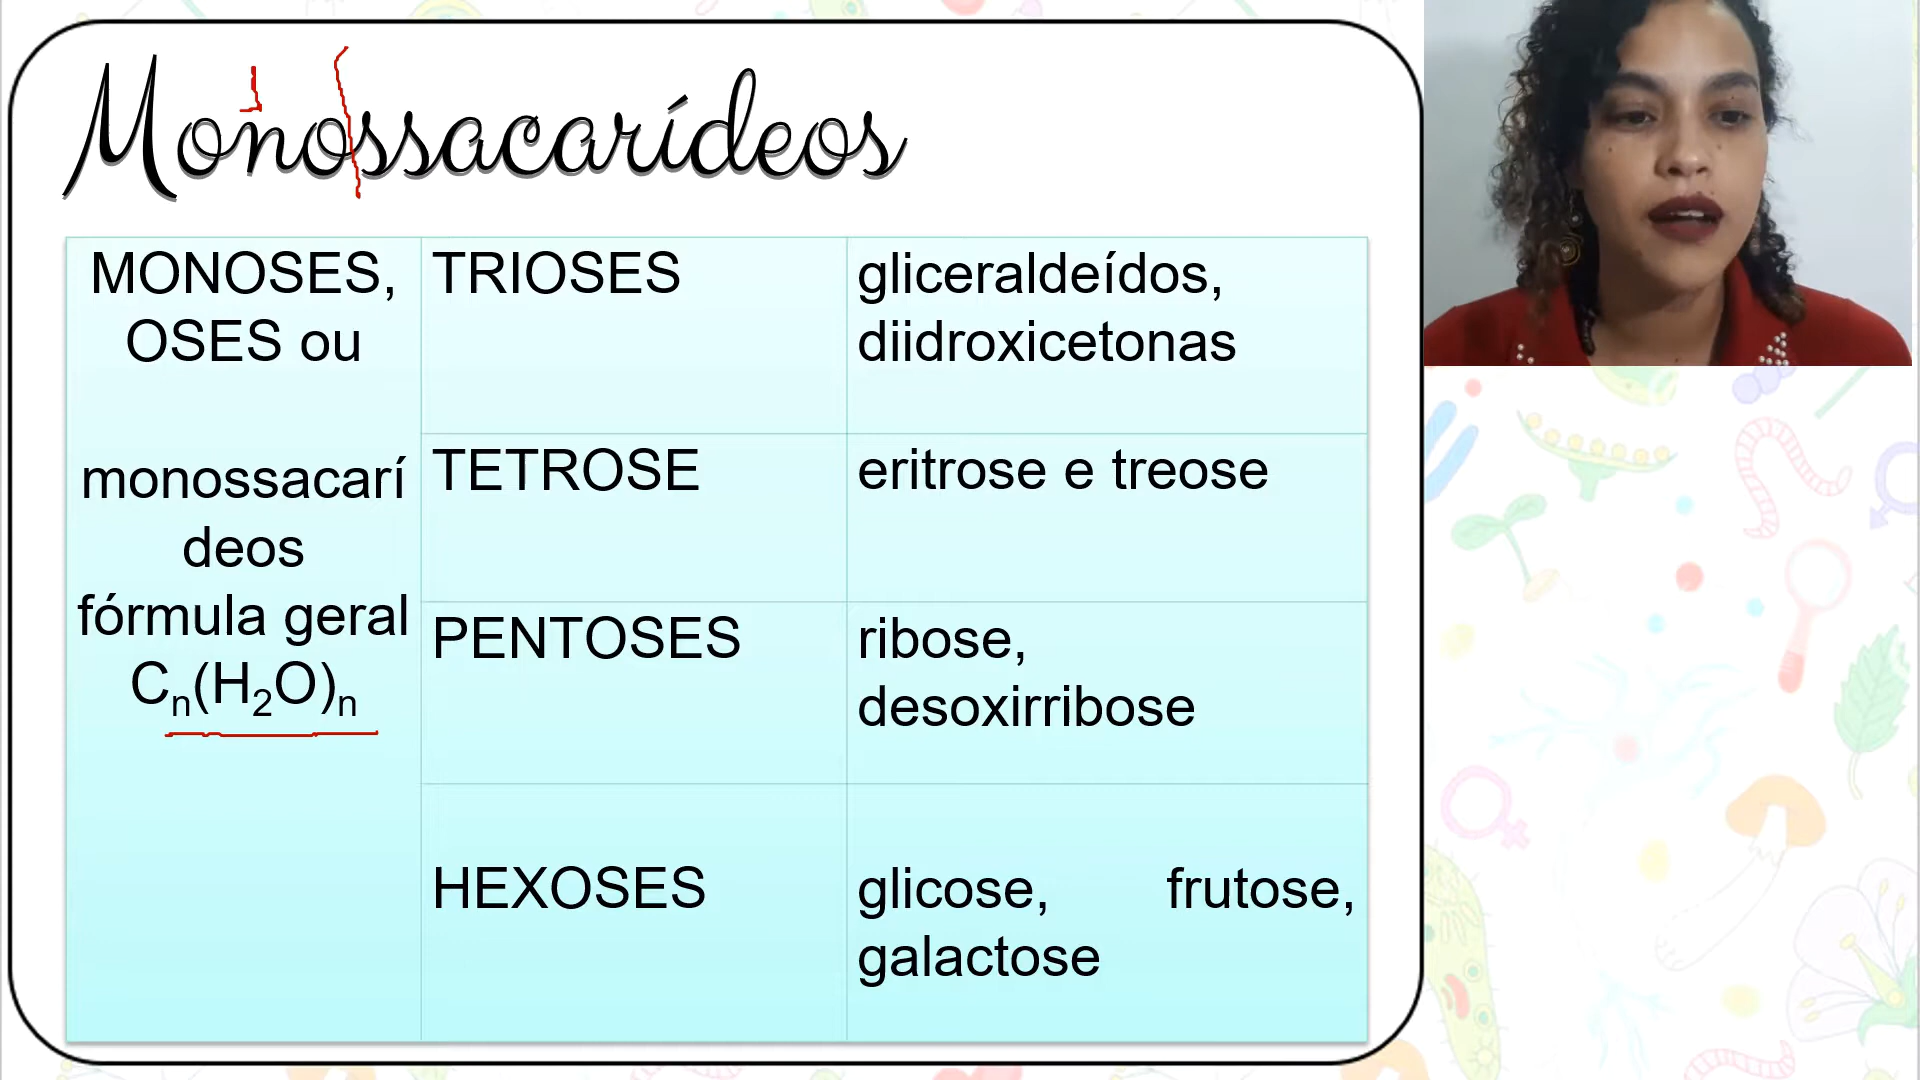 Monossacarídeos
MONOSES,
OSES ou
monossacarí
deos
fórmula geral
Cₙ(H₂O)ₙ
TRIOSES
gliceraldeídos,
diidroxicetonas
TETROSE
eritrose e treose
PENTOSES
ribose,
desoxirribose
HEXOSES
glicose, frutose,
galactose